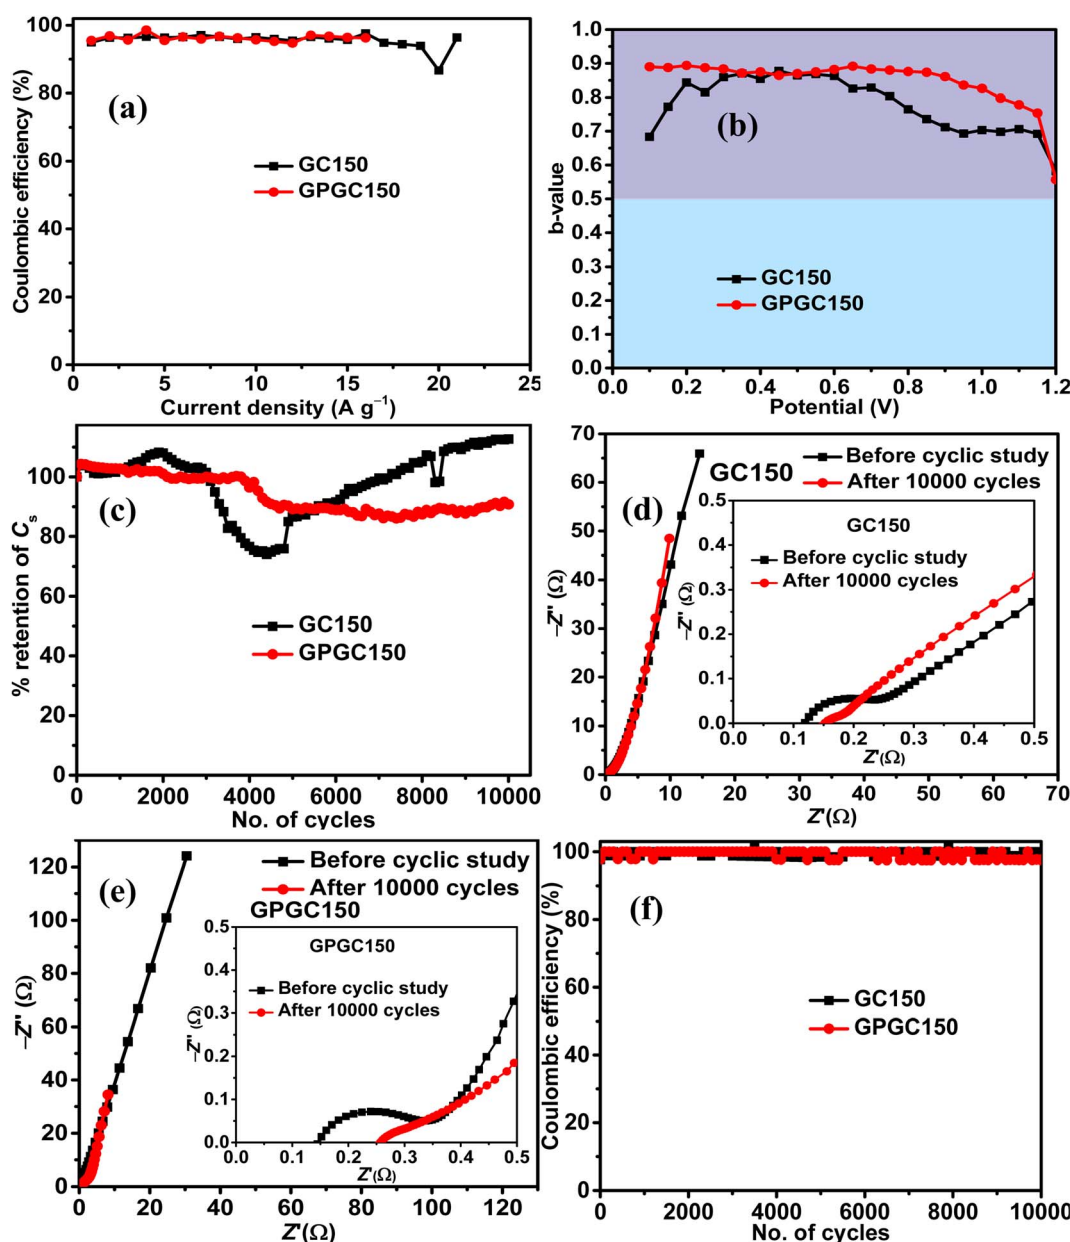 100
80
60
40
20
0
Coulombic efficiency (%)
(a)
GC150
GPGC150
0 5 10 15 20 25
Current density (A g⁻¹)
1.0
0.9
0.8
0.7
0.6
0.5
0.4
0.3
0.2
0.1
0.0
b-value
(b)
GC150
GPGC150
0.0 0.2 0.4 0.6 0.8 1.0 1.2
Potential (V)
100
80
60
40
20
0
% retention of Cs
(c)
GC150
GPGC150
0 2000 4000 6000 8000 10000
No. of cycles
70
60
50
40
30
20
10
0
–Z" (Ω)
GC150
(d)
Before cyclic study
After 10000 cycles
0.5
0.4
0.3
0.2
0.1
0.0
–Z" (Ω)
GC150
Before cyclic study
After 10000 cycles
0.0 0.1 0.2 0.3 0.4 0.5
Z'(Ω)
0 10 20 30 40 50 60 70
Z'(Ω)
120
100
80
60
40
20
0
–Z" (Ω)
(e)
Before cyclic study
After 10000 cycles
GPGC150
0.5
0.4
0.3
0.2
0.1
0.0
–Z" (Ω)
GPGC150
Before cyclic study
After 10000 cycles
0.0 0.1 0.2 0.3 0.4 0.5
Z'(Ω)
0 20 40 60 80 100 120
Z'(Ω)
100
80
60
40
20
0
Coulombic efficiency (%)
(f)
GC150
GPGC150
0 2000 4000 6000 8000 10000
No. of cycles